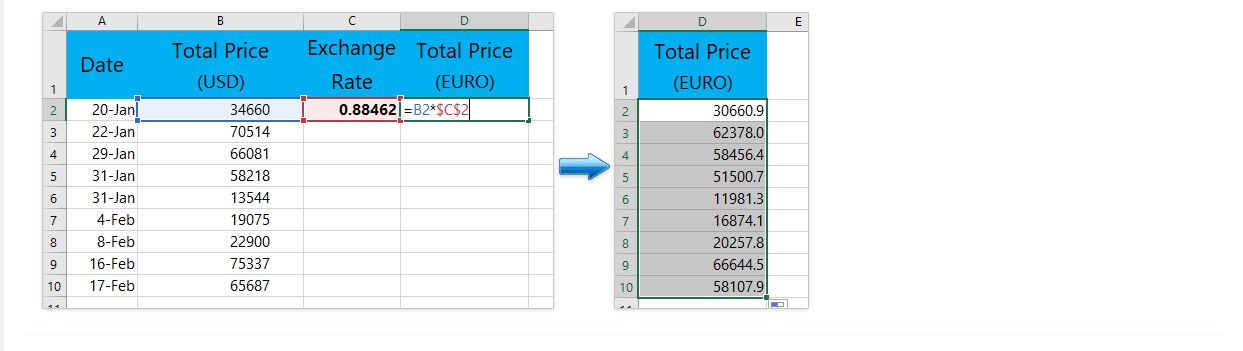 A B C D
1 Date Total Price (USD) Exchange Rate Total Price (EURO)
2 20-Jan 34660 0.88462 =B2*$C$2
3 22-Jan 70514
4 29-Jan 66081
5 31-Jan 58218
6 31-Jan 13544
7 4-Feb 19075
8 8-Feb 22900
9 16-Feb 75337
10 17-Feb 65687
D E
1 Total Price (EURO)
2 30660.9
3 62378.0
4 58456.4
5 51500.7
6 11981.3
7 16874.1
8 20257.8
9 66644.5
10 58107.9